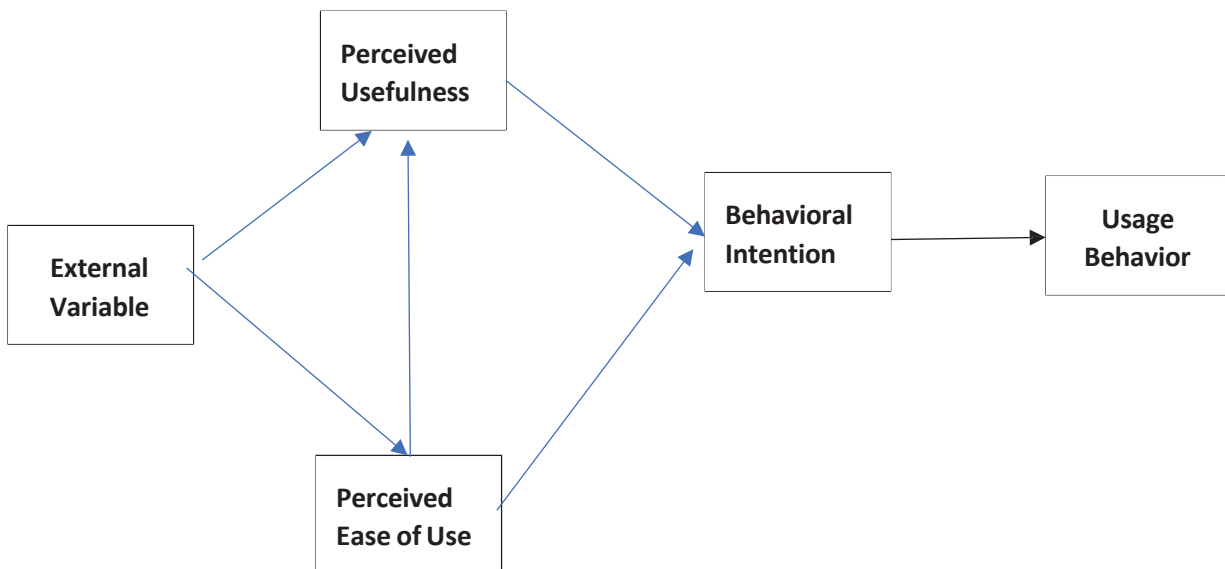 Perceived
Usefulness
External
Variable
Behavioral
Intention
Usage
Behavior
Perceived
Ease of Use